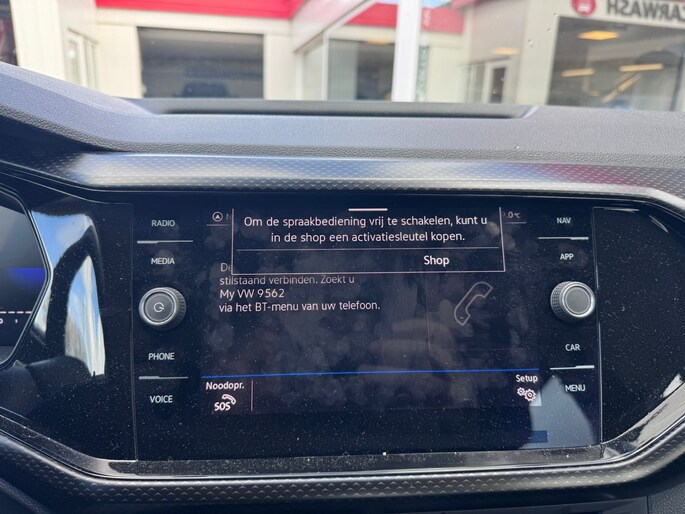 CARWASH
RADIO
MEDIA
PHONE
VOICE
NAV
APP
CAR
MENU
Om de spraakbediening vrij te schakelen, kunt u
in de shop een activatiesleutel kopen.
Shop
De
stilstaand verbinden. Zoekt u
My VW 9562
via het BT-menu van uw telefoon.
Noodopr.
SOS
Setup